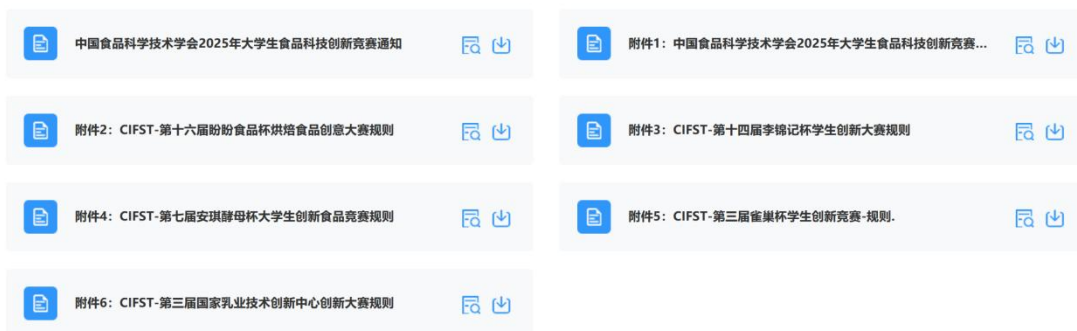 中国食品科学技术学会2025年大学生食品科技创新竞赛通知
附件1：中国食品科学技术学会2025年大学生食品科技创新竞赛...
附件2：CIFST-第十六届盼盼食品杯烘焙食品创意大赛规则
附件3：CIFST-第十四届李锦记杯学生创新大赛规则
附件4：CIFST-第七届安琪酵母杯大学生创新食品竞赛规则
附件5：CIFST-第三届雀巢杯学生创新竞赛-规则.
附件6：CIFST-第三届国家乳业技术创新中心创新大赛规则